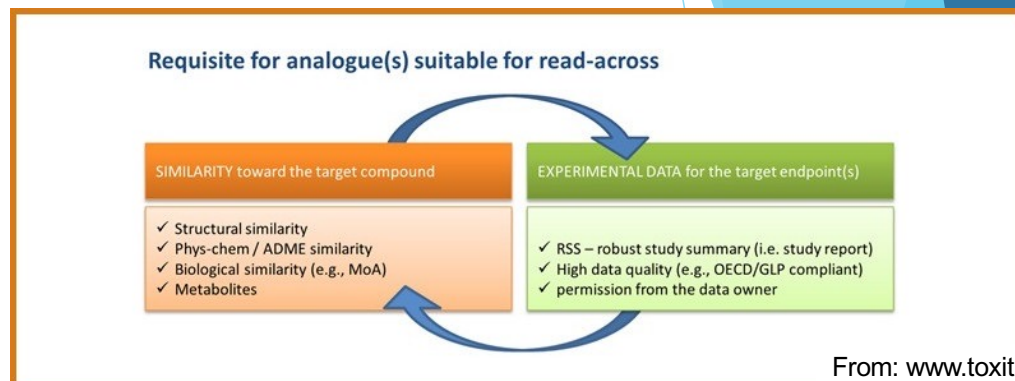 Requisite for analogue(s) suitable for read-across
SIMILARITY toward the target compound
✓ Structural similarity
✓ Phys-chem / ADME similarity
✓ Biological similarity (e.g., MoA)
✓ Metabolites
EXPERIMENTAL DATA for the target endpoint(s)
✓ RSS – robust study summary (i.e. study report)
✓ High data quality (e.g., OECD/GLP compliant)
✓ permission from the data owner
From: www.toxit